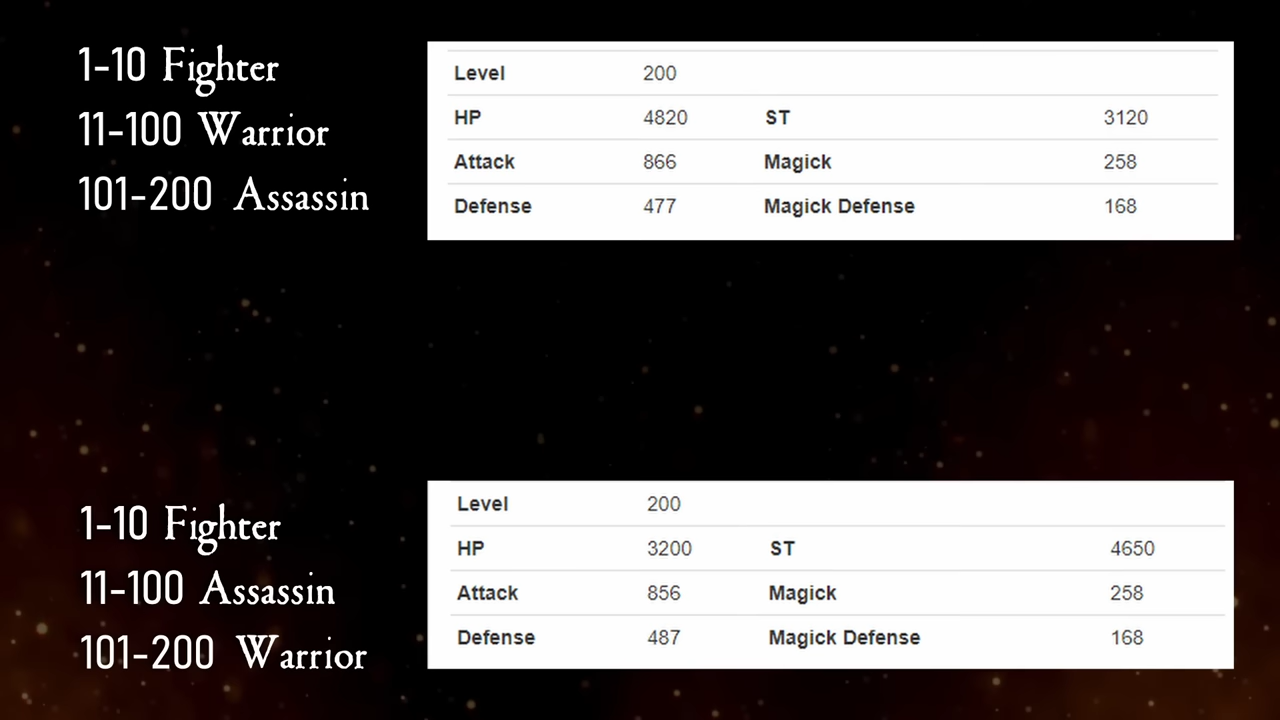 1-10 Fighter
11-100 Warrior
101-200 Assassin
Level 200
HP 4820 ST 3120
Attack 866 Magick 258
Defense 477 Magick Defense 168
1-10 Fighter
11-100 Assassin
101-200 Warrior
Level 200
HP 3200 ST 4650
Attack 856 Magick 258
Defense 487 Magick Defense 168